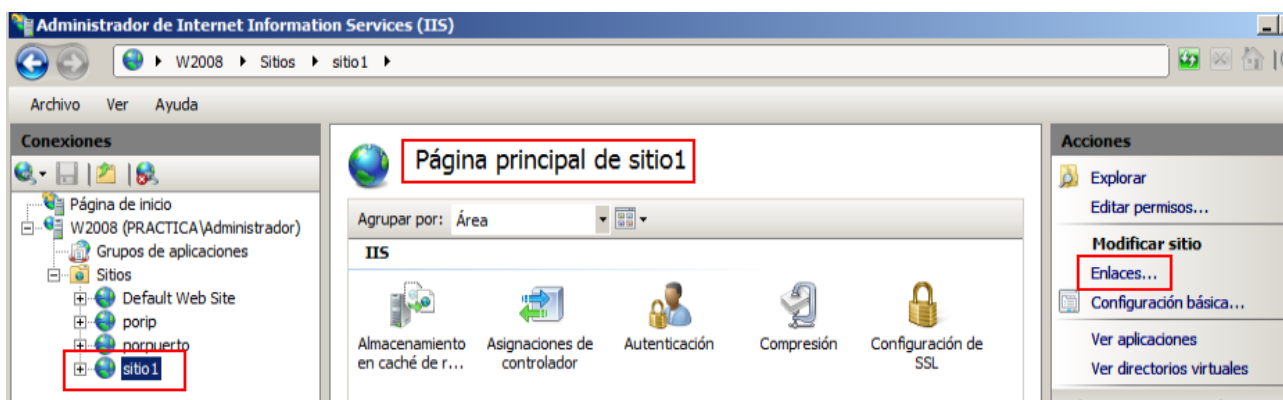 Administrador de Internet Information Services (IIS)
W2008 Sitios sitio1
Archivo Ver Ayuda
Conexiones
Página de inicio
W2008 (PRACTICA\Administrador)
Grupos de aplicaciones
Sitios
Default Web Site
porip
porpuerto
sitio1
Página principal de sitio1
Agrupar por: Área
IIS
Almacenamiento
en caché de r...
Asignaciones de
controlador
Autenticación
Compresión
Configuración de
SSL
Acciones
Explorar
Editar permisos...
Modificar sitio
Enlaces...
Configuración básica...
Ver aplicaciones
Ver directorios virtuales